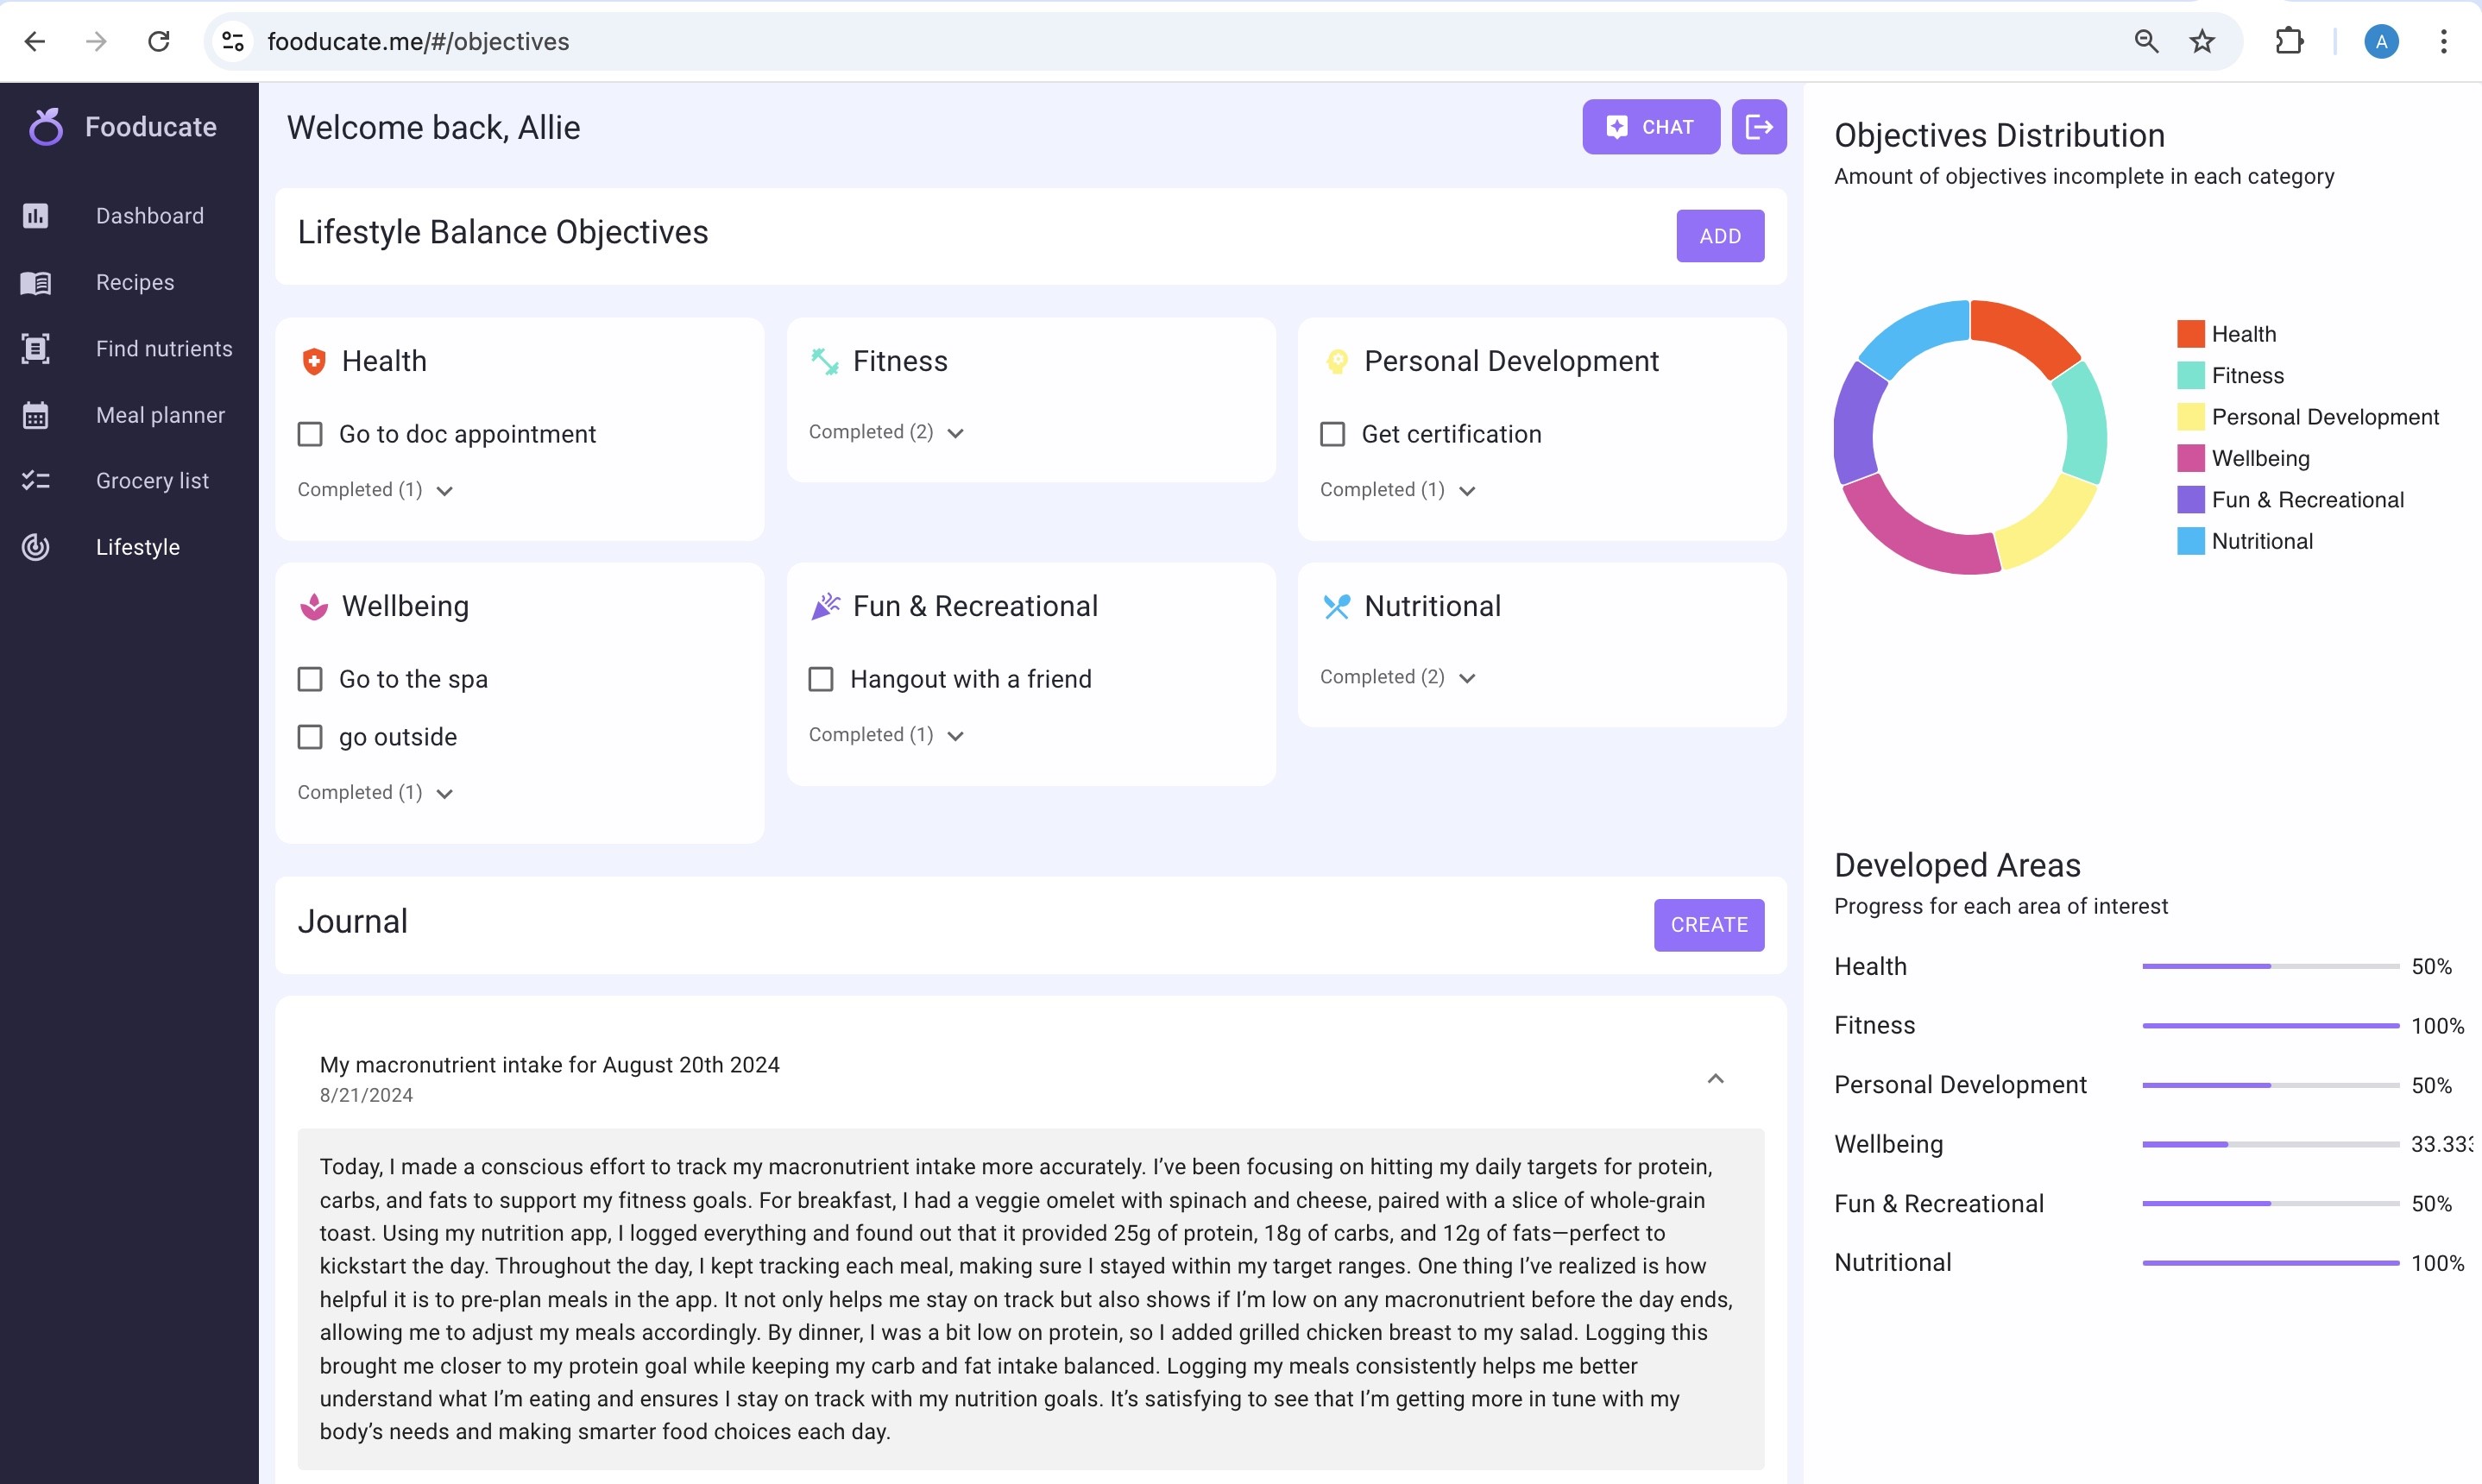 fooducate.me/#/objectives
A
Fooducate
Dashboard
Recipes
Find nutrients
Meal planner
Grocery list
Lifestyle
Welcome back, Allie
CHAT
Lifestyle Balance Objectives
ADD
Health
Go to doc appointment
Completed (1)
Fitness
Completed (2)
Personal Development
Get certification
Completed (1)
Wellbeing
Go to the spa
go outside
Completed (1)
Fun & Recreational
Hangout with a friend
Completed (1)
Nutritional
Completed (2)
Journal
CREATE
My macronutrient intake for August 20th 2024
8/21/2024
Today, I made a conscious effort to track my macronutrient intake more accurately. I’ve been focusing on hitting my daily targets for protein,
carbs, and fats to support my fitness goals. For breakfast, I had a veggie omelet with spinach and cheese, paired with a slice of whole-grain
toast. Using my nutrition app, I logged everything and found out that it provided 25g of protein, 18g of carbs, and 12g of fats—perfect to
kickstart the day. Throughout the day, I kept tracking each meal, making sure I stayed within my target ranges. One thing I’ve realized is how
helpful it is to pre-plan meals in the app. It not only helps me stay on track but also shows if I’m low on any macronutrient before the day ends,
allowing me to adjust my meals accordingly. By dinner, I was a bit low on protein, so I added grilled chicken breast to my salad. Logging this
brought me closer to my protein goal while keeping my carb and fat intake balanced. Logging my meals consistently helps me better
understand what I’m eating and ensures I stay on track with my nutrition goals. It’s satisfying to see that I’m getting more in tune with my
body’s needs and making smarter food choices each day.
Objectives Distribution
Amount of objectives incomplete in each category
Health
Fitness
Personal Development
Wellbeing
Fun & Recreational
Nutritional
Developed Areas
Progress for each area of interest
Health 50%
Fitness 100%
Personal Development 50%
Wellbeing 33.333
Fun & Recreational 50%
Nutritional 100%